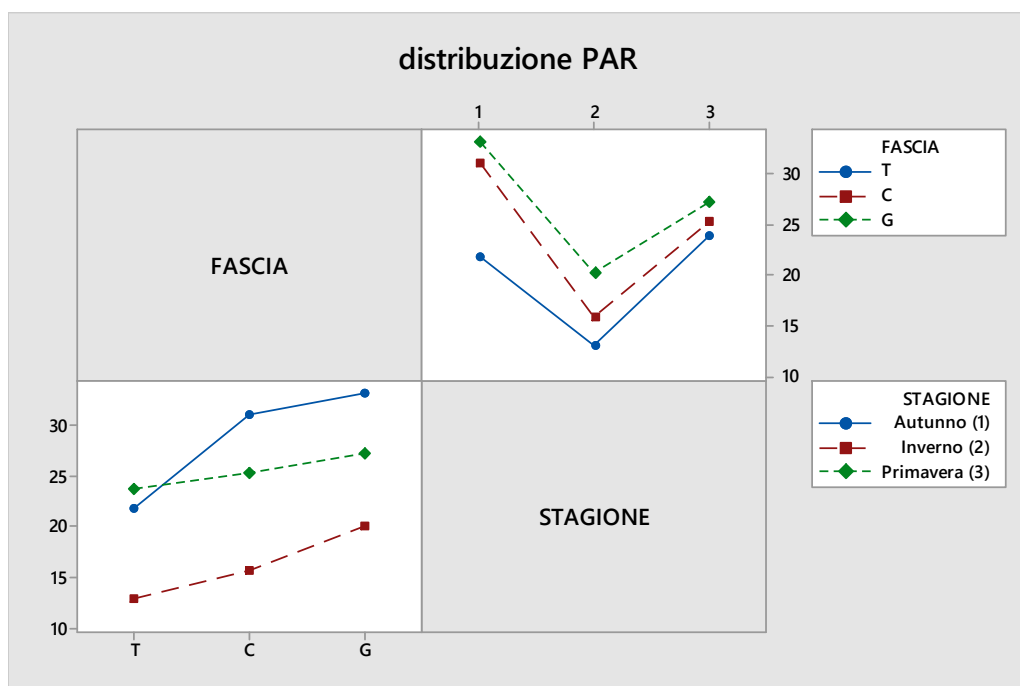 distribuzione PAR
1 2 3
FASCIA
T
C
G
30
25
20
15
10
FASCIA
30
25
20
15
10
T C G
STAGIONE
STAGIONE
Autunno (1)
Inverno (2)
Primavera (3)